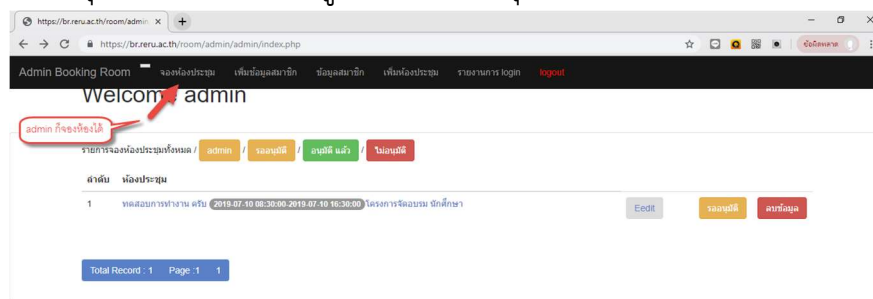 https://br.reru.ac.th/room/admin
https://br.reru.ac.th/room/admin/admin/index.php
ข้อผิดพลาด
Admin Booking Room จองห้องประชุม เพิ่มข้อมูลสมาชิก ข้อมูลสมาชิก เพิ่มห้องประชุม รายงานการ login logout
Welcome admin
admin ก็จองห้องได้
รายการจองห้องประชุมทั้งหมด / admin / รออนุมัติ / อนุมัติ แล้ว / ไม่อนุมัติ
ลำดับ ห้องประชุม
1 ทดสอบการทำงาน ครับ (2019-07-10 08:30:00-2019-07-10 16:30:00) โครงการจัดอบรม นักศึกษา Eedit รออนุมัติ ลบข้อมูล
Total Record : 1 Page :1 1